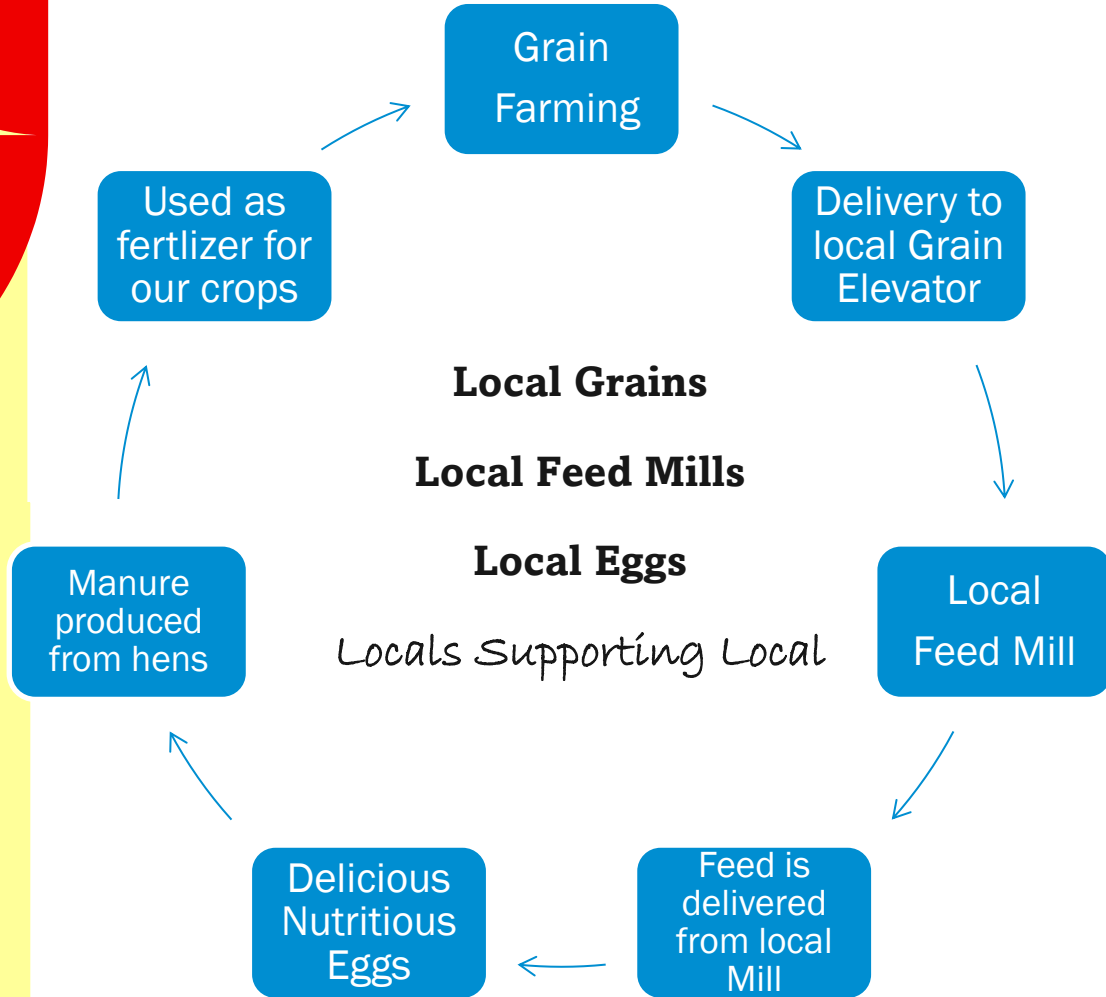 Grain
Farming
Delivery to
local Grain
Elevator
Local
Feed Mill
Feed is
delivered
from local
Mill
Delicious
Nutritious
Eggs
Manure
produced
from hens
Used as
fertlizer for
our crops
Local Grains
Local Feed Mills
Local Eggs
Locals Supporting Local